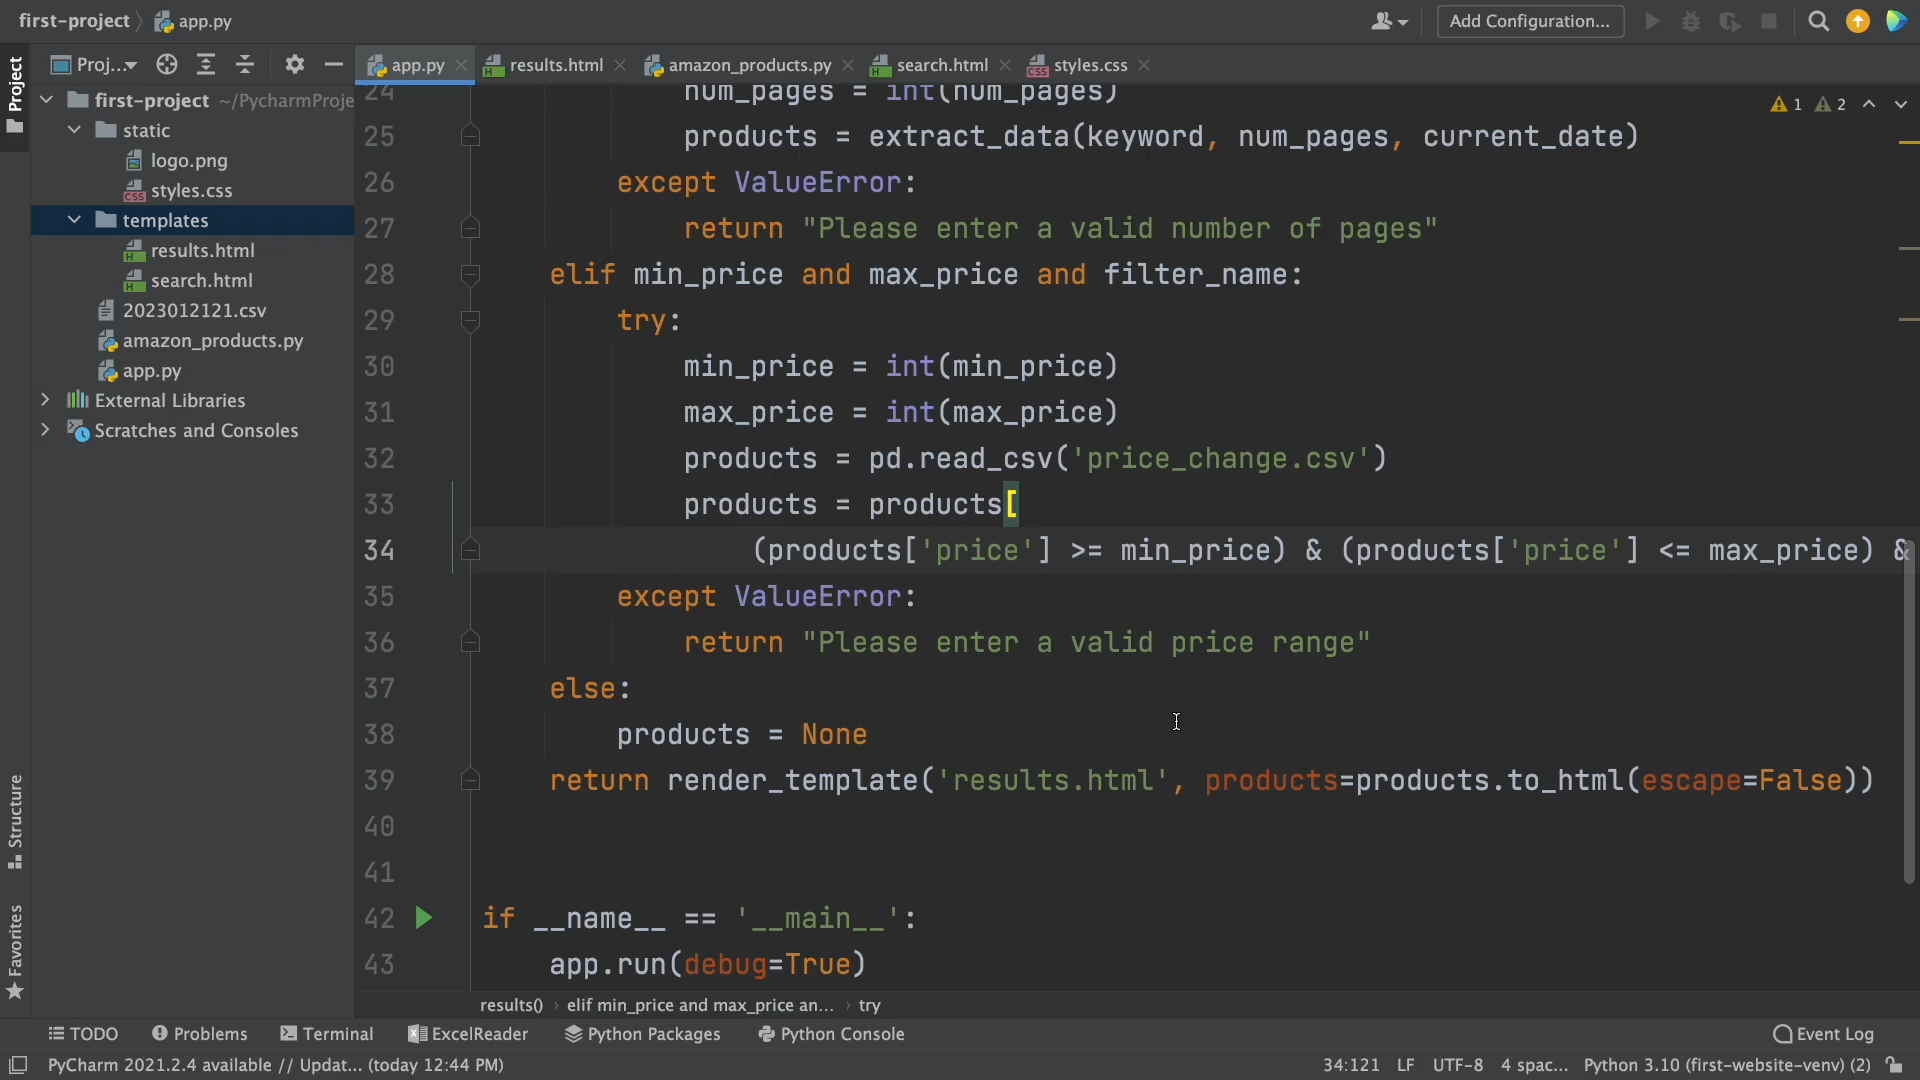 first-project
app.py
Add Configuration...
Project
Proj...
app.py
results.html
amazon_products.py
search.html
styles.css
first-project ~/PycharmProje
static
logo.png
styles.css
templates
results.html
search.html
2023012121.csv
amazon_products.py
app.py
External Libraries
Scratches and Consoles
1 2
24 num_pages = int(num_pages)
25 products = extract_data(keyword, num_pages, current_date)
26 except ValueError:
27 return "Please enter a valid number of pages"
28 elif min_price and max_price and filter_name:
29 try:
30 min_price = int(min_price)
31 max_price = int(max_price)
32 products = pd.read_csv('price_change.csv')
33 products = products[
34 (products['price'] >= min_price) & (products['price'] <= max_price) &
35 except ValueError:
36 return "Please enter a valid price range"
37 else:
38 products = None
39 return render_template('results.html', products=products.to_html(escape=False))
40
41
42 if __name__ == '__main__':
43 app.run(debug=True)
Structure
Favorites
results() › elif min_price and max_price an... › try
TODO
Problems
Terminal
ExcelReader
Python Packages
Python Console
Event Log
PyCharm 2021.2.4 available // Updat... (today 12:44 PM)
34:121 LF UTF-8 4 spac... Python 3.10 (first-website-venv) (2)